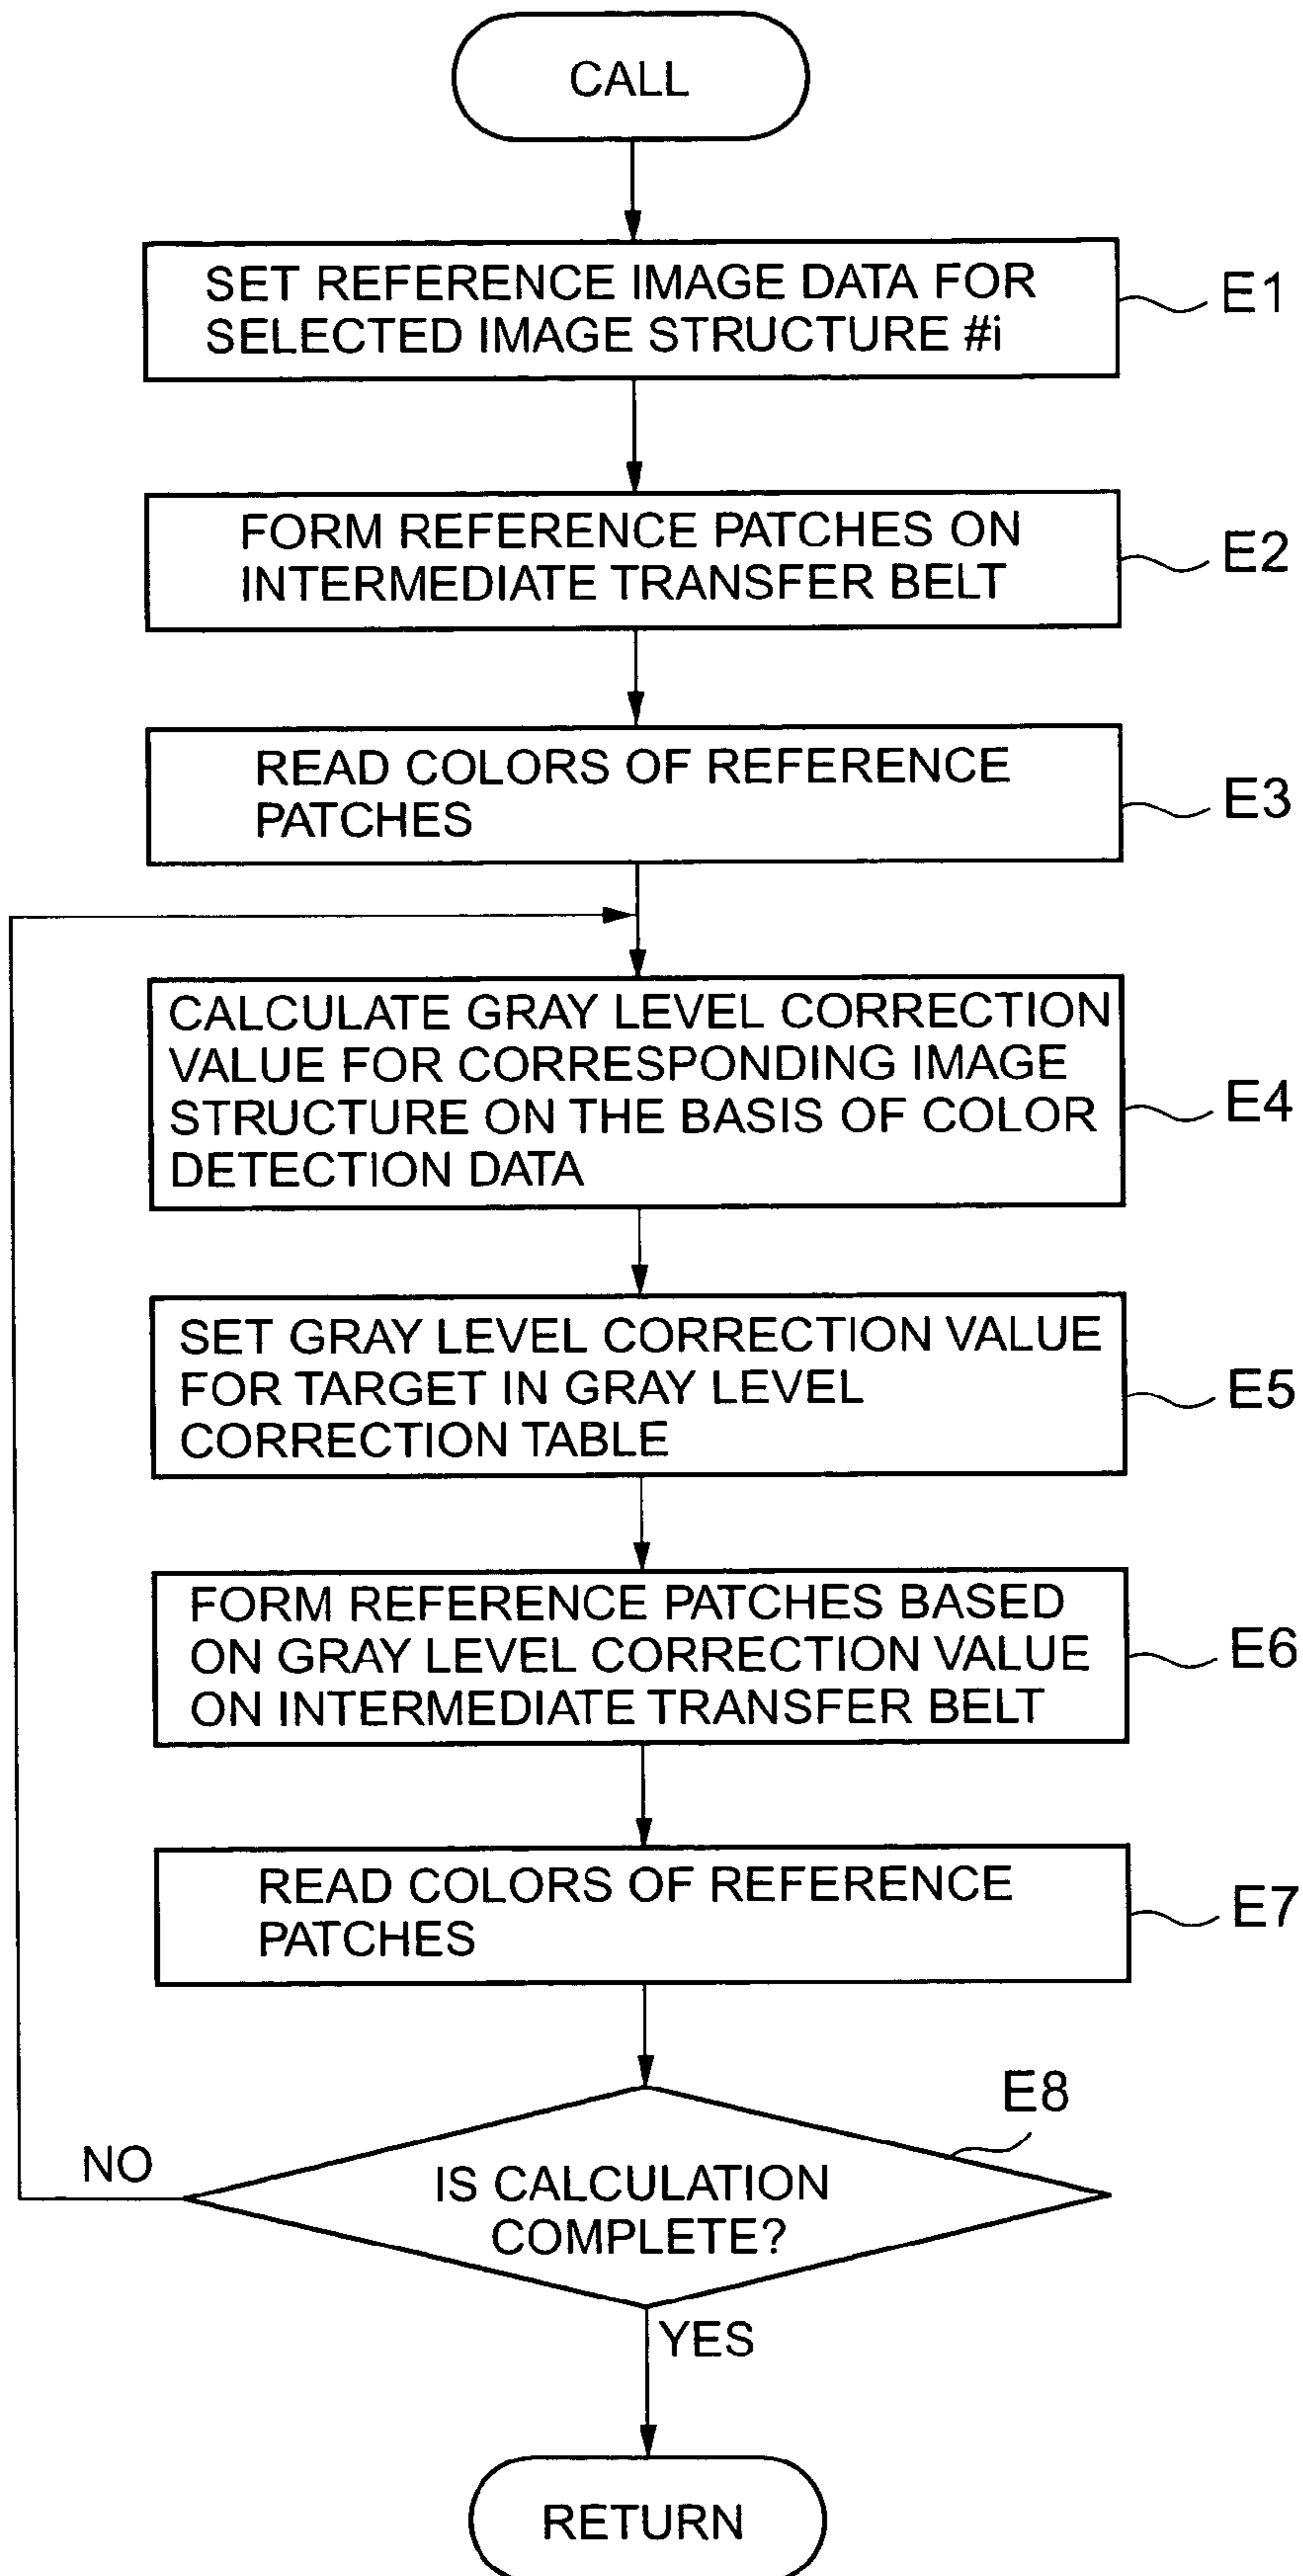 CALL
SET REFERENCE IMAGE DATA FOR
SELECTED IMAGE STRUCTURE #i
E1
FORM REFERENCE PATCHES ON
INTERMEDIATE TRANSFER BELT
E2
READ COLORS OF REFERENCE
PATCHES
E3
CALCULATE GRAY LEVEL CORRECTION
VALUE FOR CORRESPONDING IMAGE
STRUCTURE ON THE BASIS OF COLOR
DETECTION DATA
E4
SET GRAY LEVEL CORRECTION VALUE
FOR TARGET IN GRAY LEVEL
CORRECTION TABLE
E5
FORM REFERENCE PATCHES BASED
ON GRAY LEVEL CORRECTION VALUE
ON INTERMEDIATE TRANSFER BELT
E6
READ COLORS OF REFERENCE
PATCHES
E7
E8
NO
IS CALCULATION
COMPLETE?
YES
RETURN